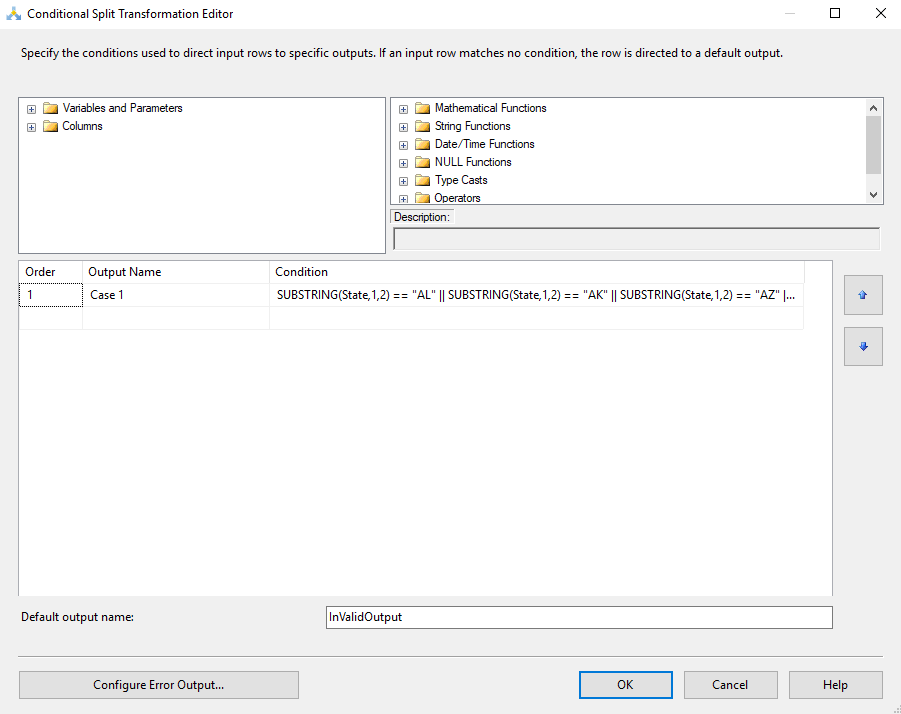 Conditional Split Transformation Editor
Specify the conditions used to direct input rows to specific outputs. If an input row matches no condition, the row is directed to a default output.
Variables and Parameters
Columns
Mathematical Functions
String Functions
Date/Time Functions
NULL Functions
Type Casts
Operators
Description:
Order Output Name Condition
1 Case 1 SUBSTRING(State,1,2) == "AL" || SUBSTRING(State,1,2) == "AK" || SUBSTRING(State,1,2) == "AZ" |...
Default output name: InValidOutput
Configure Error Output... OK Cancel Help